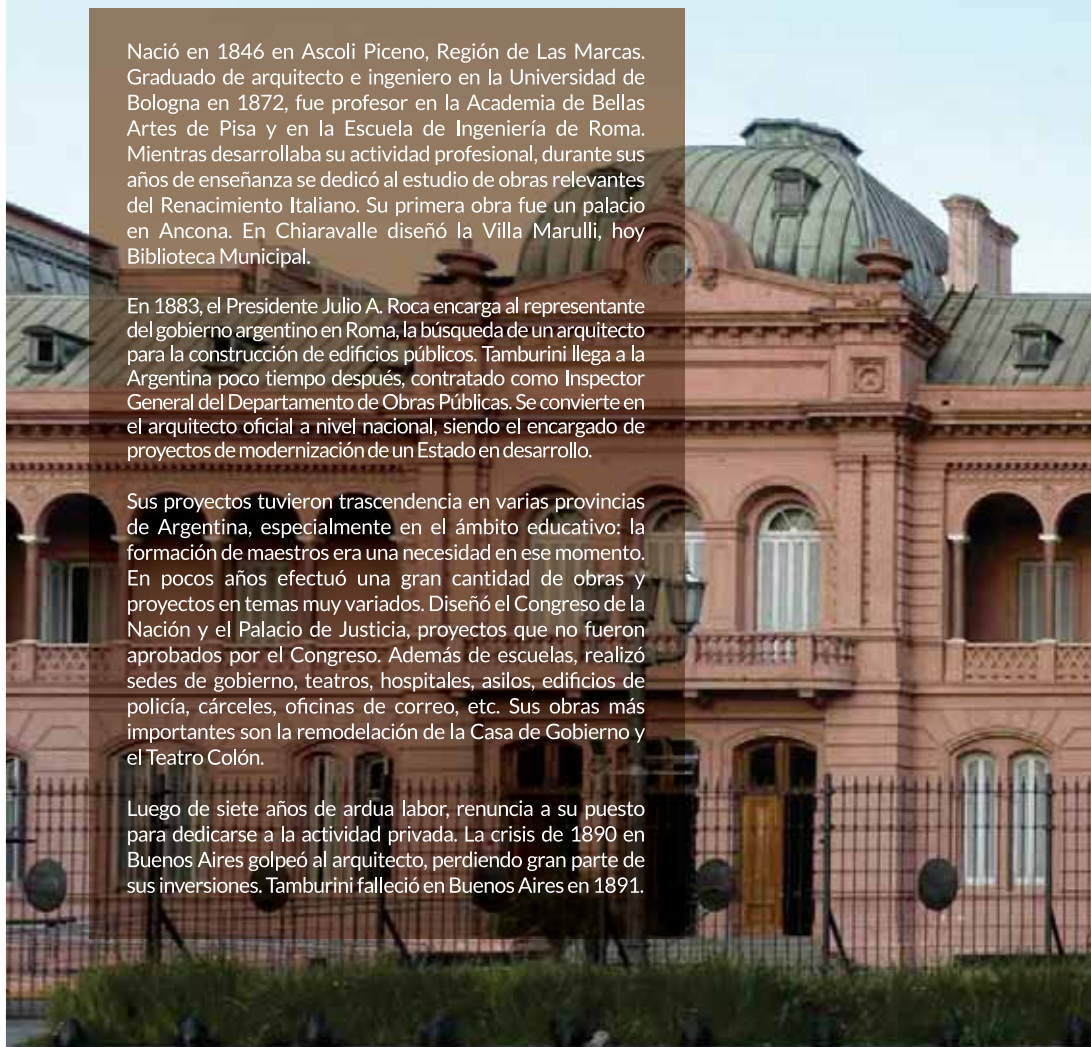 Nació en 1846 en Ascoli Piceno, Región de Las Marcas.
Graduado de arquitecto e ingeniero en la Universidad de
Bologna en 1872, fue profesor en la Academia de Bellas
Artes de Pisa y en la Escuela de Ingeniería de Roma.
Mientras desarrollaba su actividad profesional, durante sus
años de enseñanza se dedicó al estudio de obras relevantes
del Renacimiento Italiano. Su primera obra fue un palacio
en Ancona. En Chiaravalle diseñó la Villa Marulli, hoy
Biblioteca Municipal.
En 1883, el Presidente Julio A. Roca encarga al representante
del gobierno argentino en Roma, la búsqueda de un arquitecto
para la construcción de edificios públicos. Tamburini llega a la
Argentina poco tiempo después, contratado como Inspector
General del Departamento de Obras Públicas. Se convierte en
el arquitecto oficial a nivel nacional, siendo el encargado de
proyectos de modernización de un Estado en desarrollo.
Sus proyectos tuvieron trascendencia en varias provincias
de Argentina, especialmente en el ámbito educativo: la
formación de maestros era una necesidad en ese momento.
En pocos años efectuó una gran cantidad de obras y
proyectos en temas muy variados. Diseñó el Congreso de la
Nación y el Palacio de Justicia, proyectos que no fueron
aprobados por el Congreso. Además de escuelas, realizó
sedes de gobierno, teatros, hospitales, asilos, edificios de
policía, cárceles, oficinas de correo, etc. Sus obras más
importantes son la remodelación de la Casa de Gobierno y
el Teatro Colón.
Luego de siete años de ardua labor, renuncia a su puesto
para dedicarse a la actividad privada. La crisis de 1890 en
Buenos Aires golpeó al arquitecto, perdiendo gran parte de
sus inversiones. Tamburini falleció en Buenos Aires en 1891.